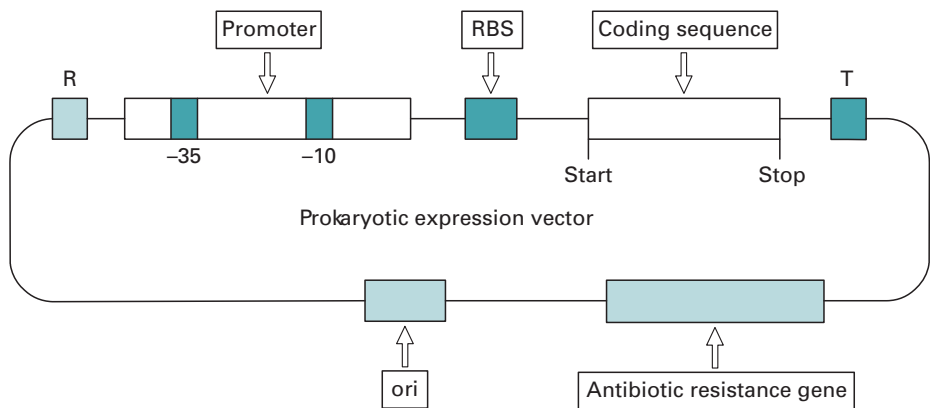 Promoter
RBS
Coding sequence
R
T
–35
–10
Start
Stop
Prokaryotic expression vector
ori
Antibiotic resistance gene